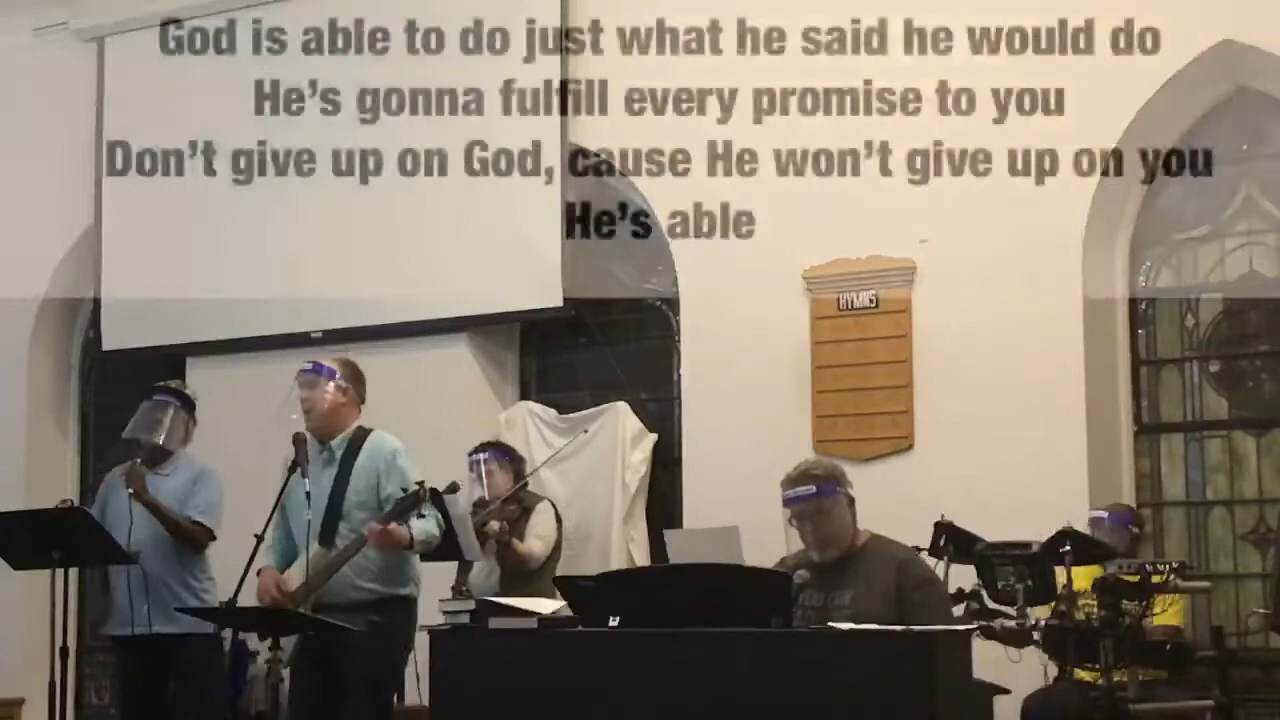 God is able to do just what he said he would do
He's gonna fulfill every promise to you
Don't give up on God, cause He won't give up on you
He's able
HYMNS